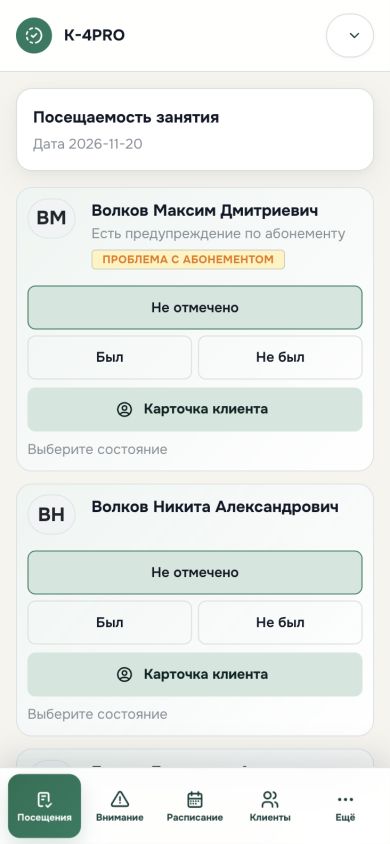 K-4PRO
Посещаемость занятия
Дата 2026-11-20
ВМ
Волков Максим Дмитриевич
Есть предупреждение по абонементу
ПРОБЛЕМА С АБОНЕМЕНТОМ
Не отмечено
Был
Не был
Карточка клиента
Выберите состояние
ВН
Волков Никита Александрович
Не отмечено
Был
Не был
Карточка клиента
Выберите состояние
Посещения
Внимание
Расписание
Клиенты
Ещё